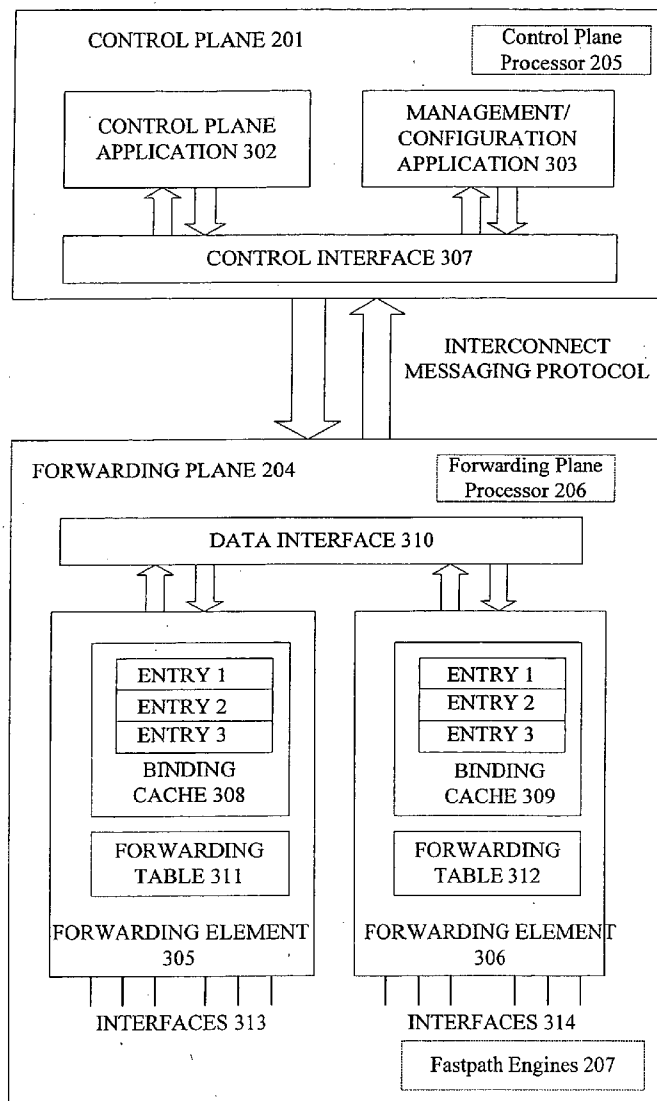 CONTROL PLANE 201
Control Plane
Processor 205
CONTROL PLANE
APPLICATION 302
MANAGEMENT/
CONFIGURATION
APPLICATION 303
CONTROL INTERFACE 307
INTERCONNECT
MESSAGING PROTOCOL
FORWARDING PLANE 204
Forwarding Plane
Processor 206
DATA INTERFACE 310
ENTRY 1
ENTRY 2
ENTRY 3
BINDING
CACHE 308
FORWARDING
TABLE 311
FORWARDING ELEMENT
305
INTERFACES 313
ENTRY 1
ENTRY 2
ENTRY 3
BINDING
CACHE 309
FORWARDING
TABLE 312
FORWARDING ELEMENT
306
INTERFACES 314
Fastpath Engines 207